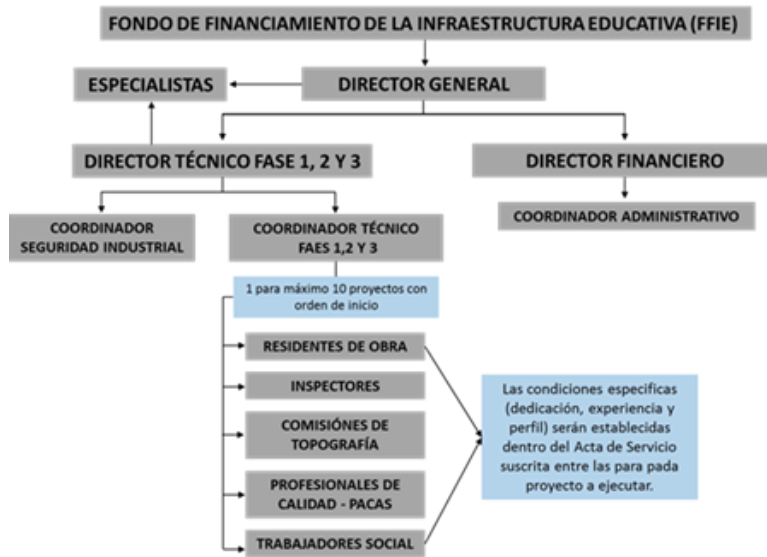 FONDO DE FINANCIAMIENTO DE LA INFRAESTRUCTURA EDUCATIVA (FFIE)
ESPECIALISTAS
DIRECTOR GENERAL
DIRECTOR TÉCNICO FASE 1, 2 Y 3
DIRECTOR FINANCIERO
COORDINADOR
SEGURIDAD INDUSTRIAL
COORDINADOR TÉCNICO
FAES 1,2 Y 3
COORDINADOR ADMINISTRATIVO
1 para máximo 10 proyectos con
orden de inicio
RESIDENTES DE OBRA
INSPECTORES
COMISIÓNES DE
TOPOGRAFÍA
PROFESIONALES DE
CALIDAD - PACAS
TRABAJADORES SOCIAL
Las condiciones especificas
(dedicación, experiencia y
perfil) serán establecidas
dentro del Acta de Servicio
suscrita entre las para pada
proyecto a ejecutar.